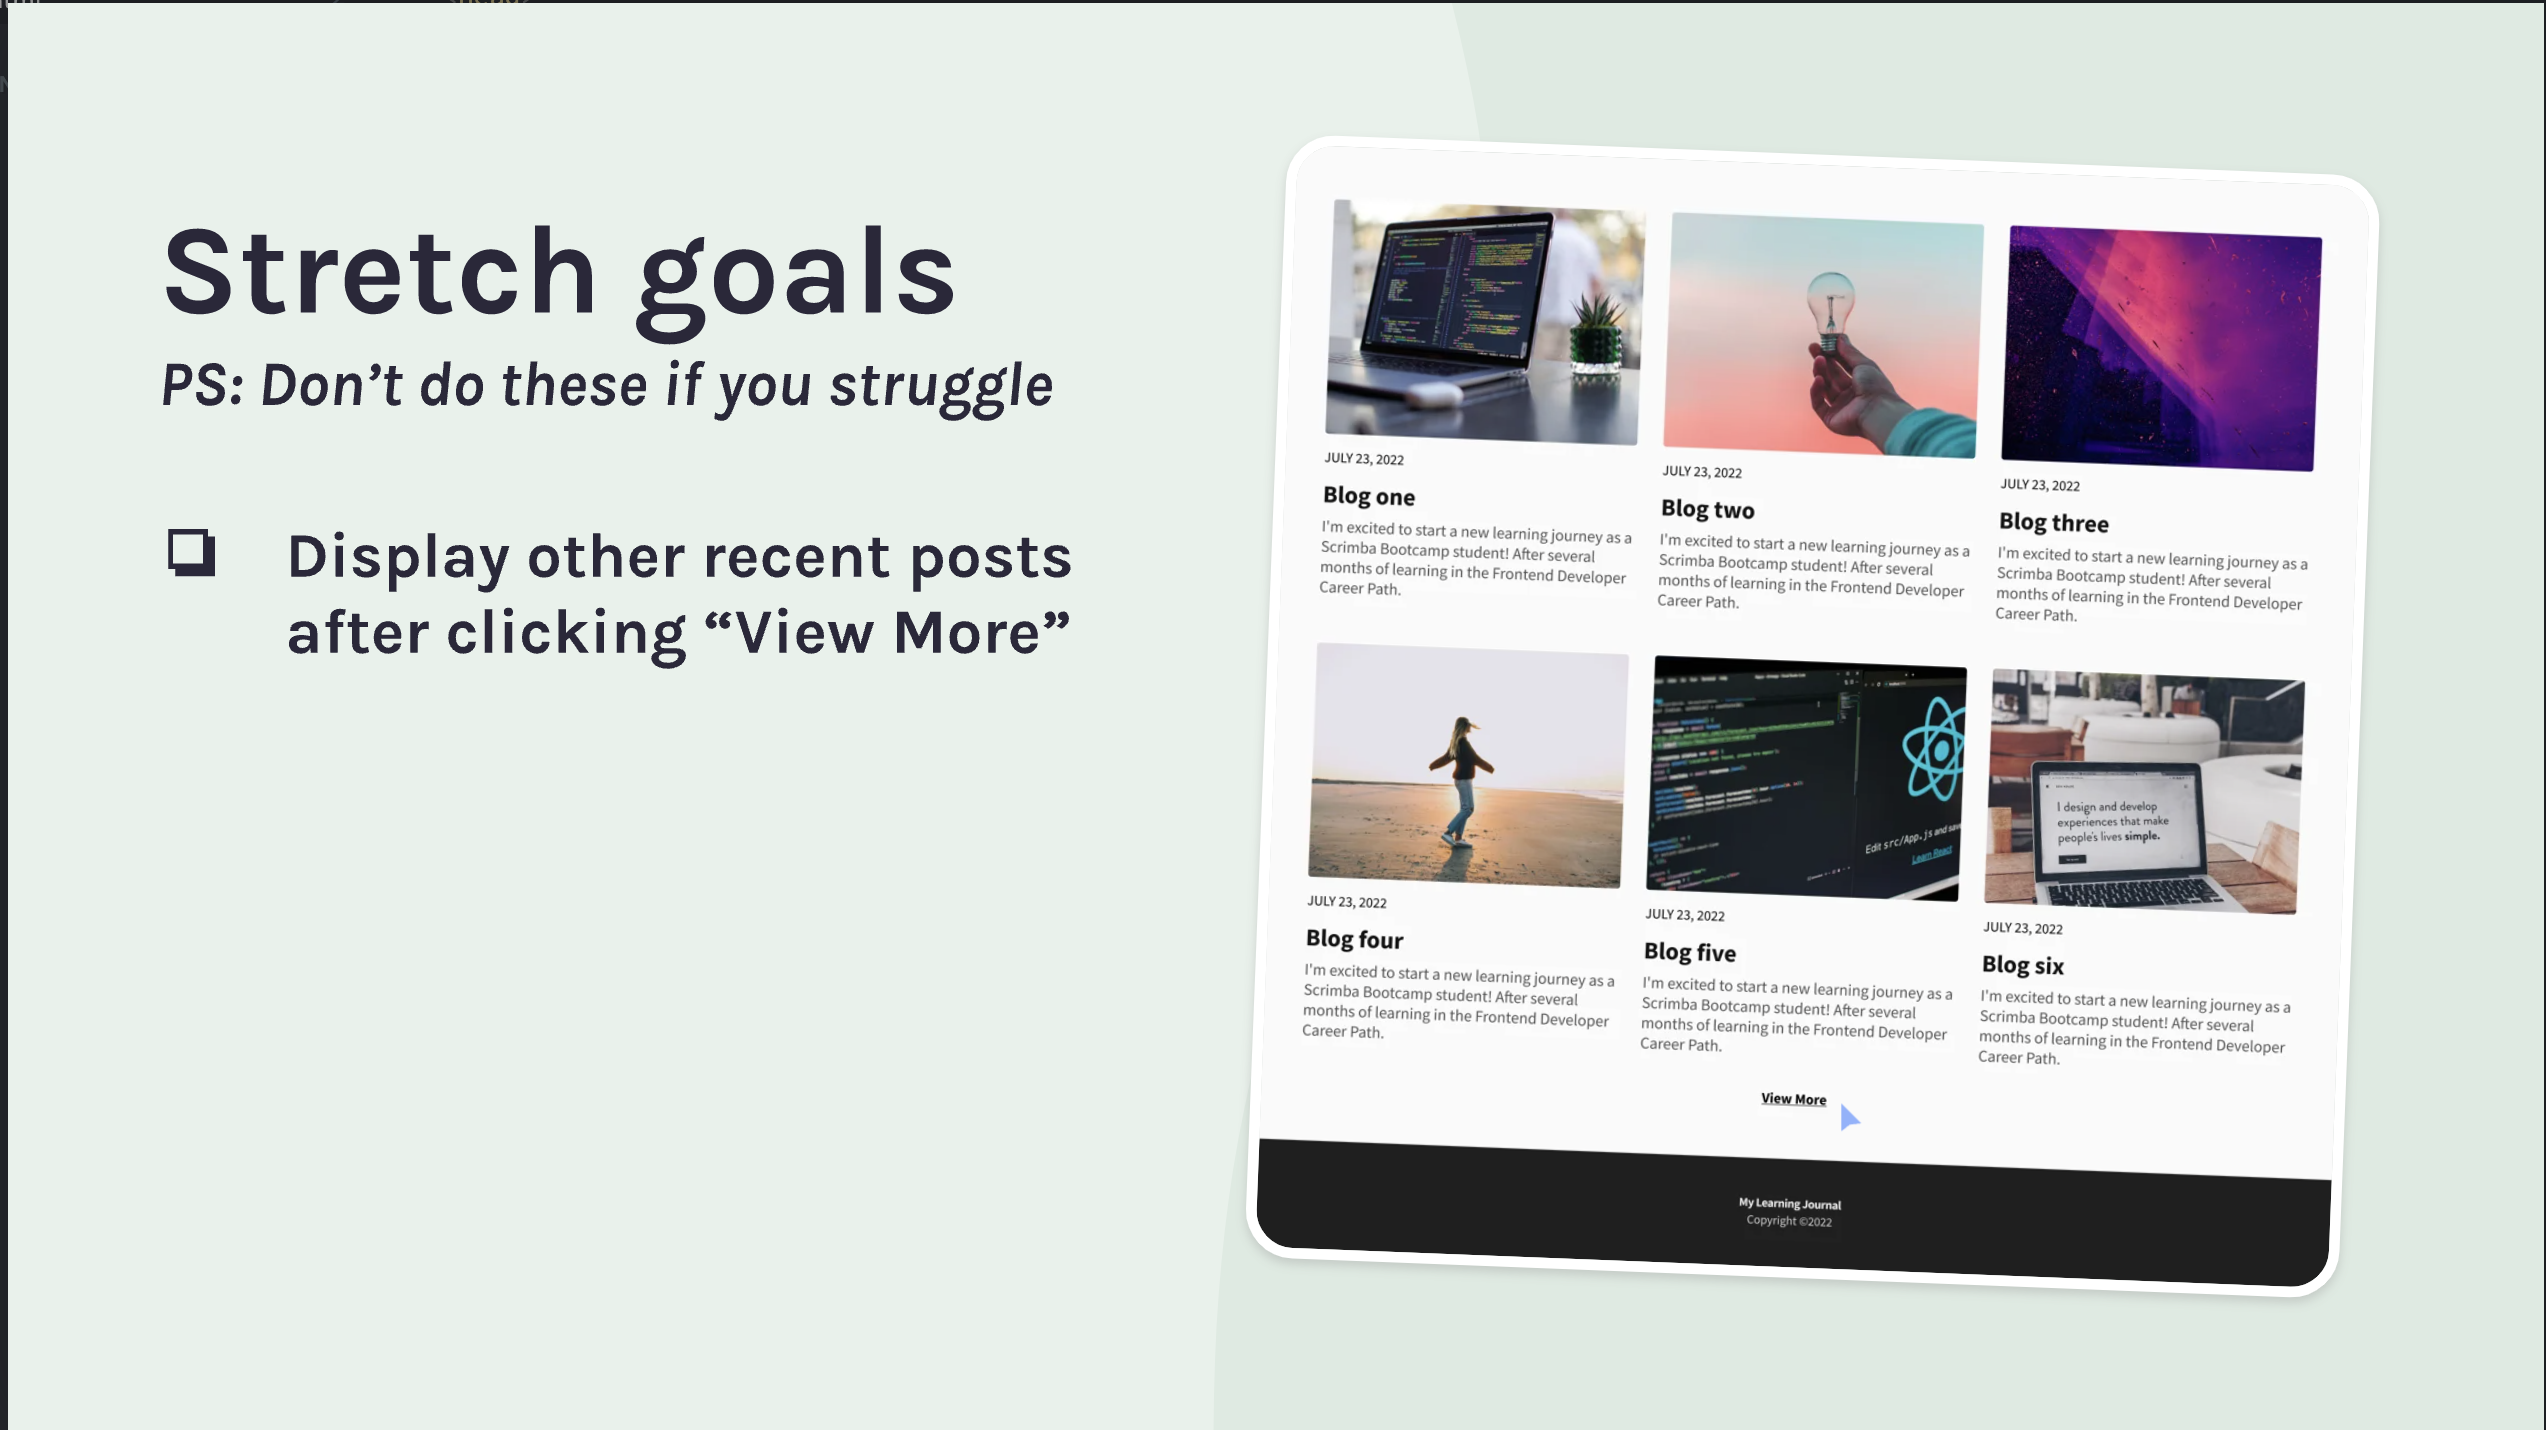 Stretch goals
PS: Don’t do these if you struggle
❏ Display other recent posts
after clicking “View More”
JULY 23, 2022
Blog one
I'm excited to start a new learning journey as a
Scrimba Bootcamp student! After several
months of learning in the Frontend Developer
Career Path.
JULY 23, 2022
Blog two
I'm excited to start a new learning journey as a
Scrimba Bootcamp student! After several
months of learning in the Frontend Developer
Career Path.
JULY 23, 2022
Blog three
I'm excited to start a new learning journey as a
Scrimba Bootcamp student! After several
months of learning in the Frontend Developer
Career Path.
Edit src/App.js and save
Learn React
I design and develop
experiences that make
people's lives simple.
JULY 23, 2022
Blog four
I'm excited to start a new learning journey as a
Scrimba Bootcamp student! After several
months of learning in the Frontend Developer
Career Path.
JULY 23, 2022
Blog five
I'm excited to start a new learning journey as a
Scrimba Bootcamp student! After several
months of learning in the Frontend Developer
Career Path.
JULY 23, 2022
Blog six
I'm excited to start a new learning journey as a
Scrimba Bootcamp student! After several
months of learning in the Frontend Developer
Career Path.
View More
My Learning Journal
Copyright ©2022